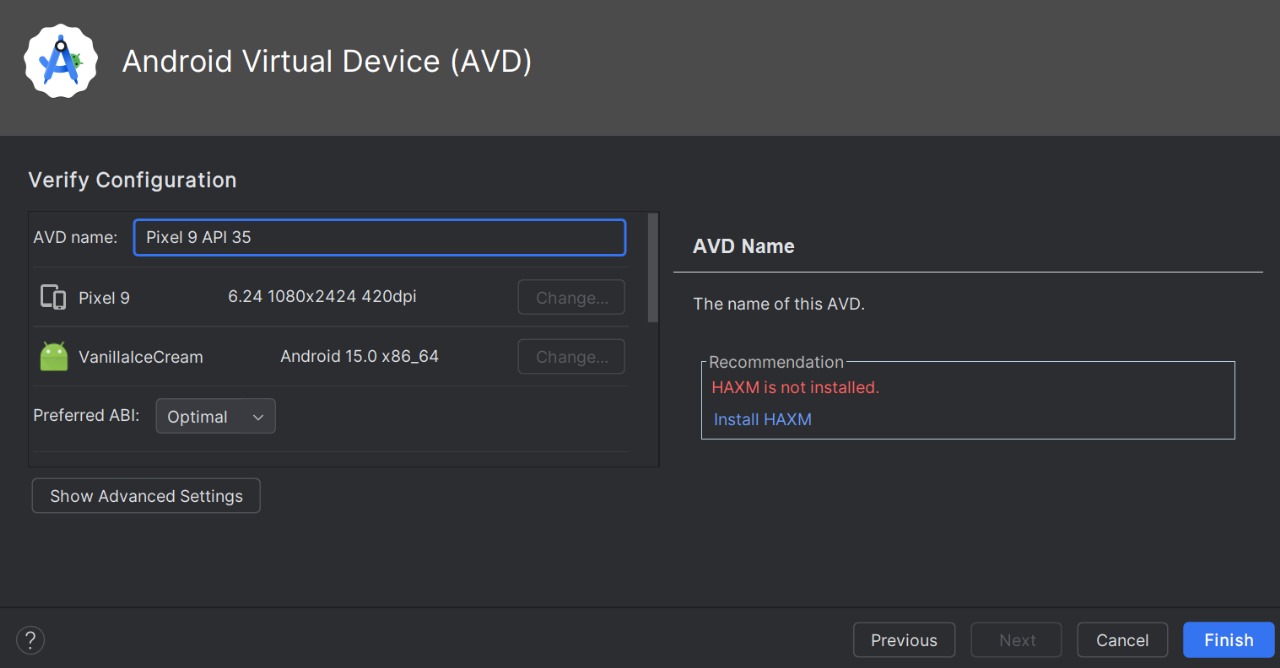 Android Virtual Device (AVD)
Verify Configuration
AVD name: Pixel 9 API 35
Pixel 9 6.24 1080x2424 420dpi Change...
VanillaIceCream Android 15.0 x86_64 Change...
Preferred ABI: Optimal
Show Advanced Settings
AVD Name
The name of this AVD.
Recommendation
HAXM is not installed.
Install HAXM
? Previous Next Cancel Finish